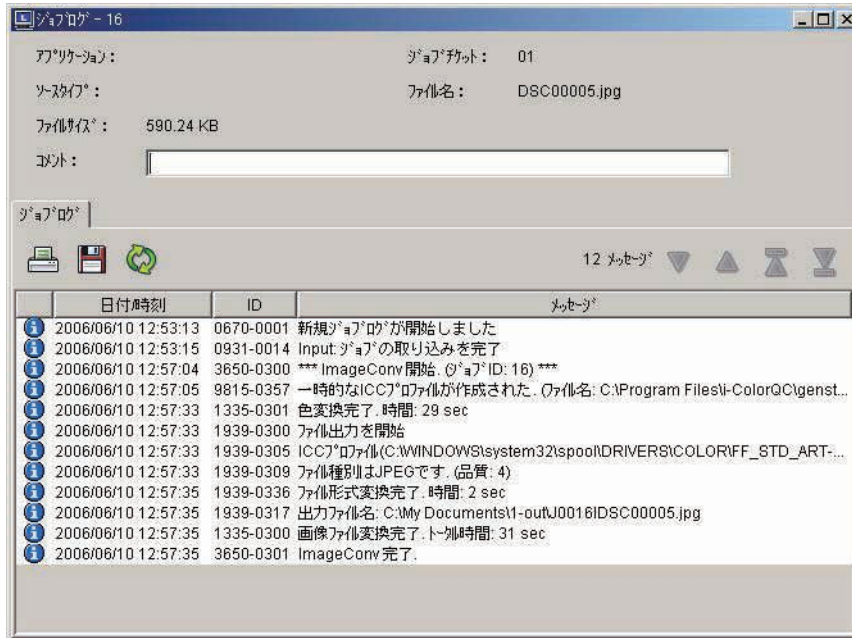 ｼﾞｮﾌﾞﾛｸﾞ - 16
ｱﾌﾟﾘｹｰｼｮﾝ : ｼﾞｮﾌﾞﾁｹｯﾄ : 01
ｿｰｽﾀｲﾌﾟ : ﾌｧｲﾙ名 : DSC00005.jpg
ﾌｧｲﾙｻｲｽﾞ : 590.24 KB
ｺﾒﾝﾄ :
ｼﾞｮﾌﾞﾛｸﾞ
12 ﾒｯｾｰｼﾞ
日付/時刻 ID ﾒｯｾｰｼﾞ
2006/06/10 12:53:13 0670-0001 新規ｼﾞｮﾌﾞﾛｸﾞが開始しました
2006/06/10 12:53:15 0931-0014 Input: ｼﾞｮﾌﾞの取り込みを完了
2006/06/10 12:57:04 3650-0300 *** ImageConv 開始. (ｼﾞｮﾌﾞID: 16) ***
2006/06/10 12:57:05 9815-0357 一時的なICCﾌﾟﾛﾌｧｲﾙが作成された. (ﾌｧｲﾙ名: C:\Program Files\i-ColorQC\genst...
2006/06/10 12:57:33 1335-0301 色変換完了. 時間: 29 sec
2006/06/10 12:57:33 1939-0300 ﾌｧｲﾙ出力を開始
2006/06/10 12:57:33 1939-0305 ICCﾌﾟﾛﾌｧｲﾙ(C:\WINDOWS\system32\spool\DRIVERS\COLOR\FF_STD_ART-...
2006/06/10 12:57:33 1939-0309 ﾌｧｲﾙ種別はJPEGです. (品質: 4)
2006/06/10 12:57:35 1939-0336 ﾌｧｲﾙ形式変換完了. 時間: 2 sec
2006/06/10 12:57:35 1939-0317 出力ﾌｧｲﾙ名: C:\My Documents\1-out\J0016IDSC00005.jpg
2006/06/10 12:57:35 1335-0300 画像ﾌｧｲﾙ変換完了. ﾄｰﾀﾙ時間: 31 sec
2006/06/10 12:57:35 3650-0301 ImageConv 完了.